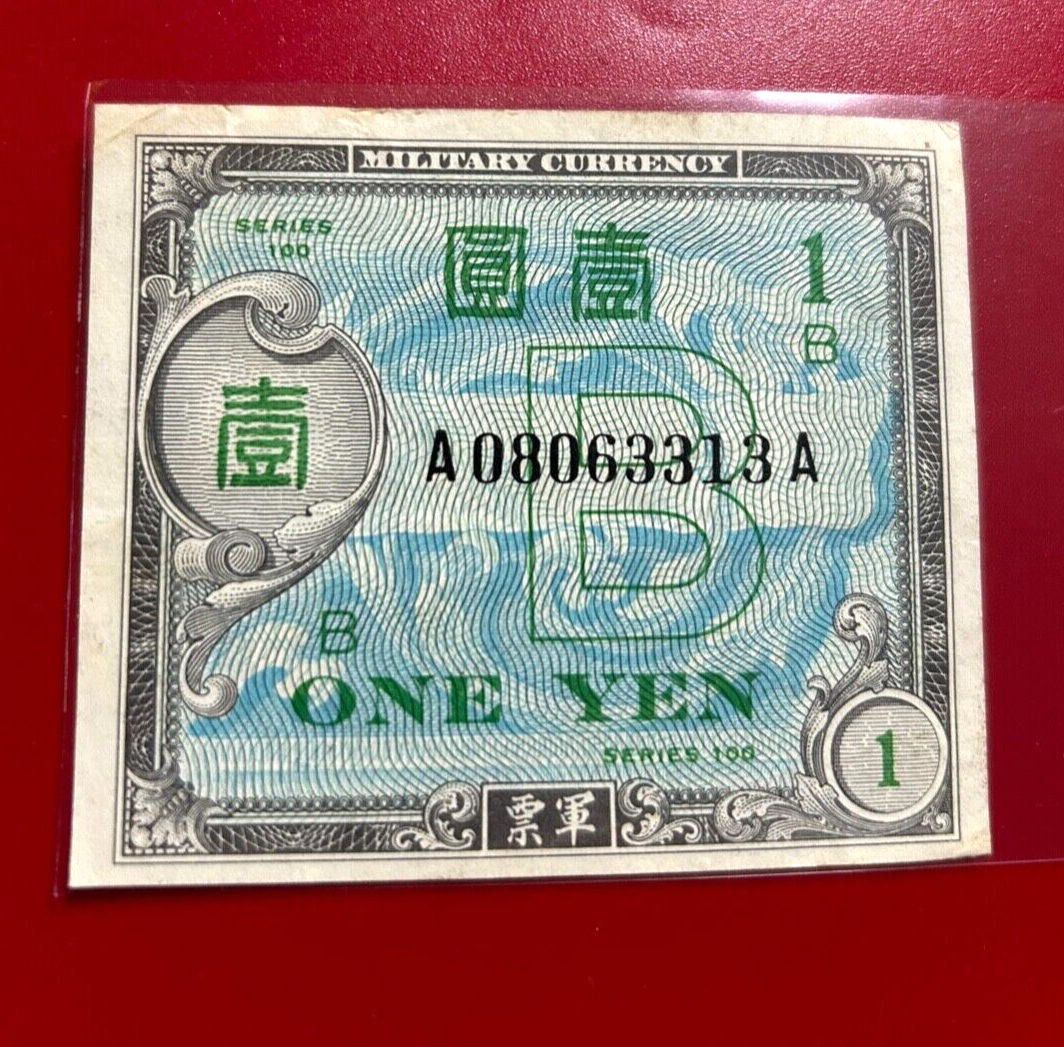 MILITARY CURRENCY
SERIES
100
圓壹
1
B
壹
B
A08063313A
B
ONE YEN
SERIES 100
1
票軍